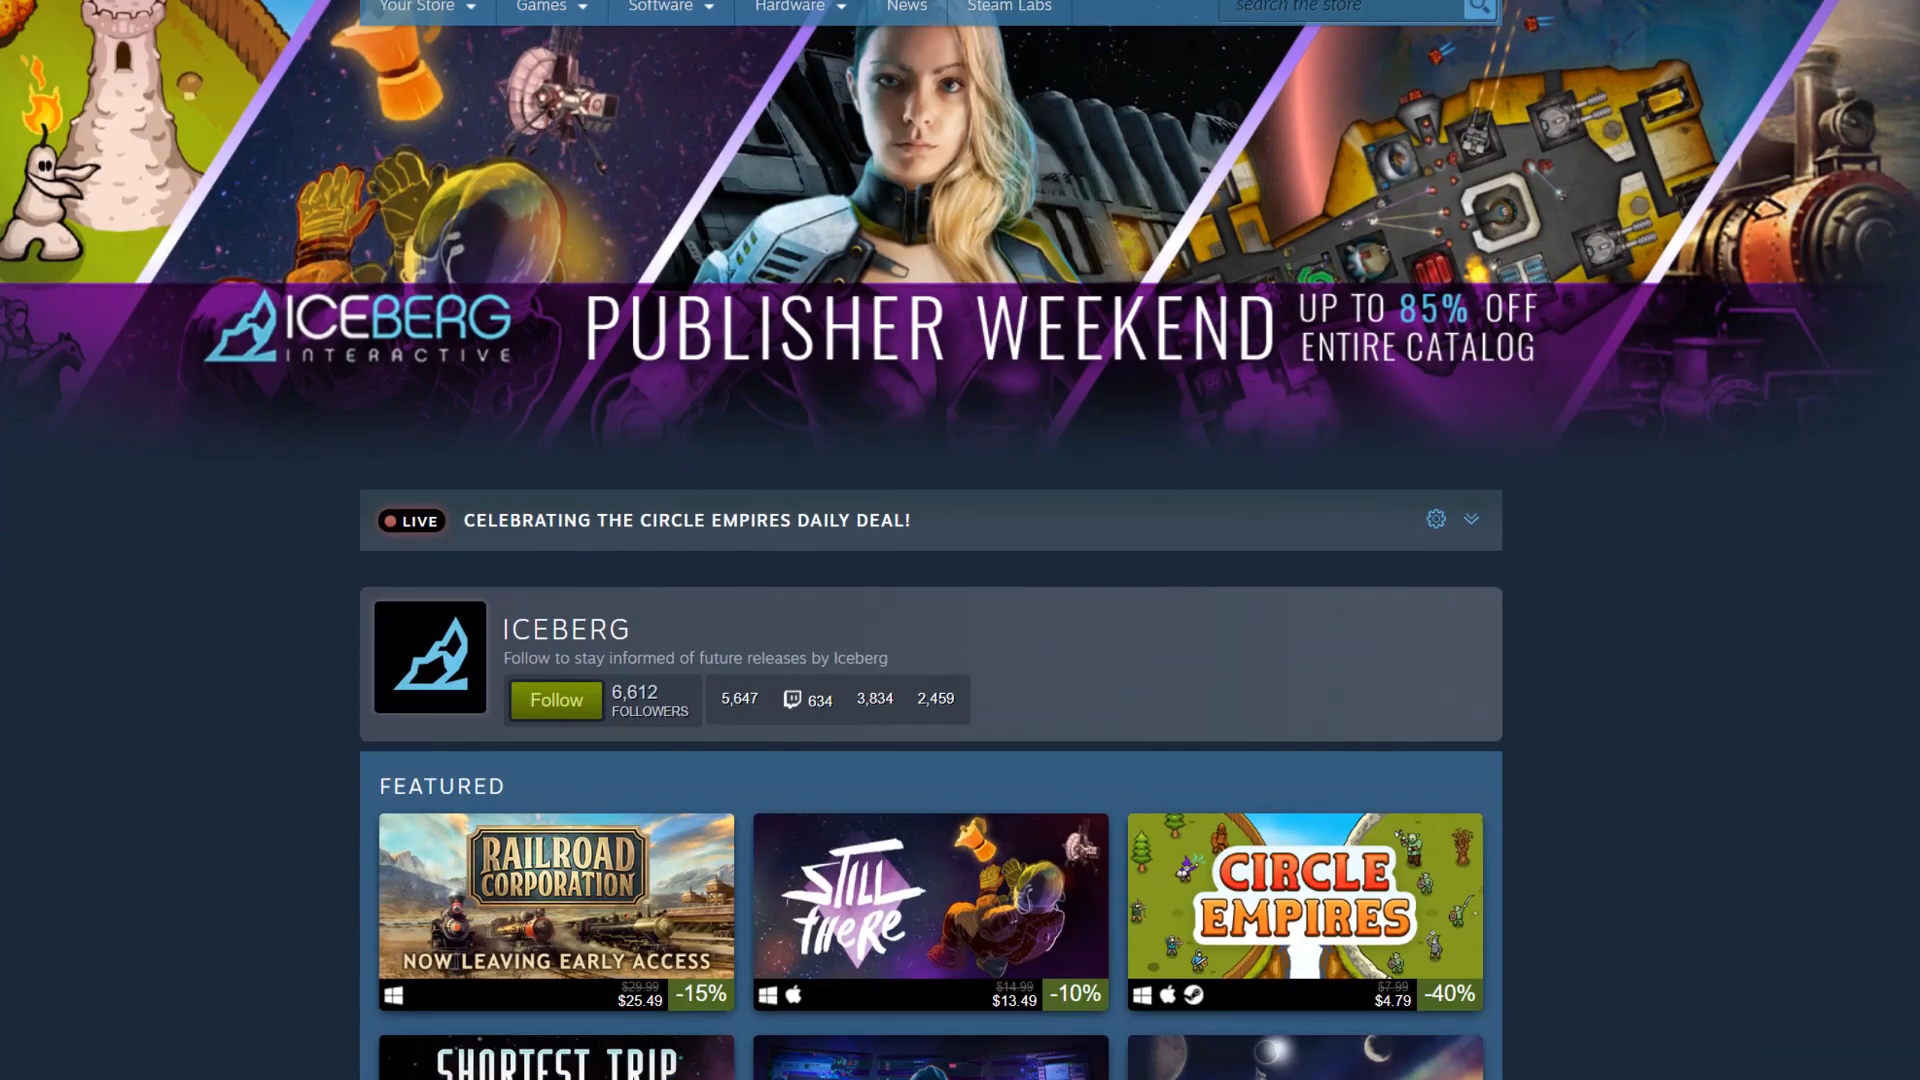 Your Store
Games
Software
Hardware
News
Steam Labs
search the store
ICEBERG
INTERACTIVE
PUBLISHER WEEKEND
UP TO 85% OFF
ENTIRE CATALOG
LIVE
CELEBRATING THE CIRCLE EMPIRES DAILY DEAL!
ICEBERG
Follow to stay informed of future releases by Iceberg
Follow
6,612
FOLLOWERS
5,647
634
3,834
2,459
FEATURED
RAILROAD
CORPORATION
NOW LEAVING EARLY ACCESS
$29.99
$25.49
-15%
STILL
THERE
$14.99
$13.49
-10%
CIRCLE
EMPIRES
$7.99
$4.79
-40%
SHORTEST TRIP